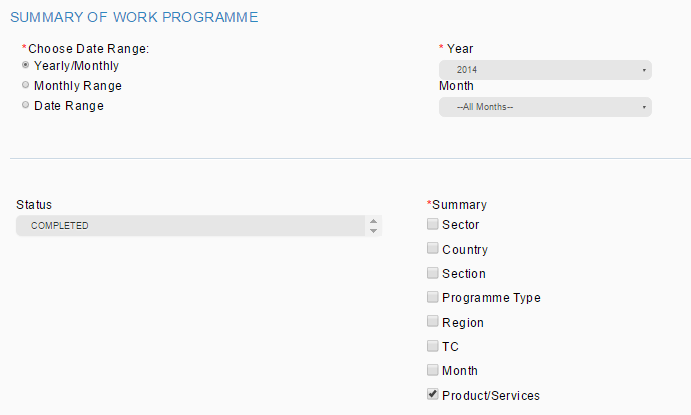 SUMMARY OF WORK PROGRAMME
*Choose Date Range:
Yearly/Monthly
Monthly Range
Date Range
* Year
2014
Month
--All Months--
Status
COMPLETED
*Summary
Sector
Country
Section
Programme Type
Region
TC
Month
Product/Services